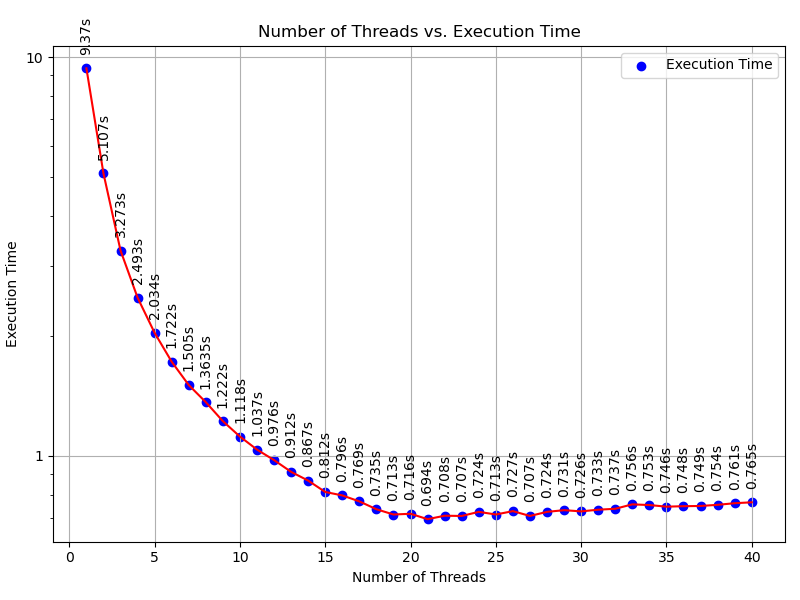 Number of Threads vs. Execution Time
Execution Time
10
1
Execution Time
9.37s
5.107s
3.273s
2.493s
2.034s
1.722s
1.505s
1.3635s
1.222s
1.118s
1.037s
0.976s
0.912s
0.867s
0.812s
0.796s
0.769s
0.735s
0.713s
0.716s
0.694s
0.708s
0.707s
0.724s
0.713s
0.727s
0.707s
0.724s
0.731s
0.726s
0.733s
0.737s
0.756s
0.753s
0.746s
0.748s
0.749s
0.754s
0.761s
0.765s
0 5 10 15 20 25 30 35 40
Number of Threads